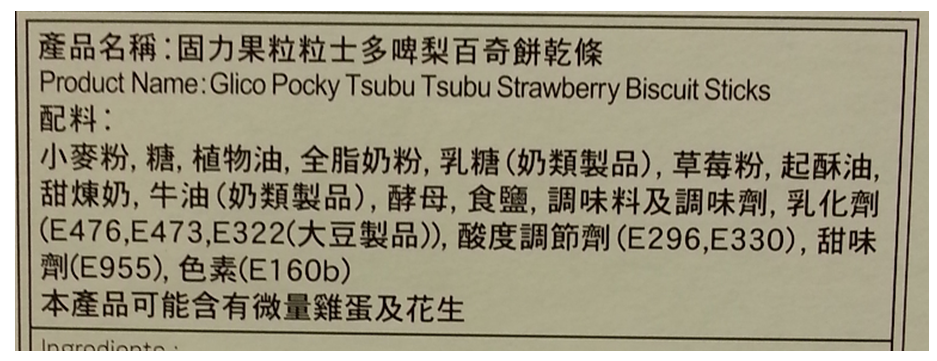 產品名稱:固力果粒粒士多啤梨百奇餅乾條
Product Name:Glico Pocky Tsubu Tsubu Strawberry Biscuit Sticks
配料:
小麥粉, 糖, 植物油, 全脂奶粉, 乳糖(奶類製品), 草莓粉, 起酥油,
甜煉奶, 牛油(奶類製品), 酵母, 食鹽, 調味料及調味劑, 乳化劑
(E476,E473,E322(大豆製品)), 酸度調節劑(E296,E330), 甜味
劑(E955), 色素(E160b)
本產品可能含有微量雞蛋及花生
Ingredients :